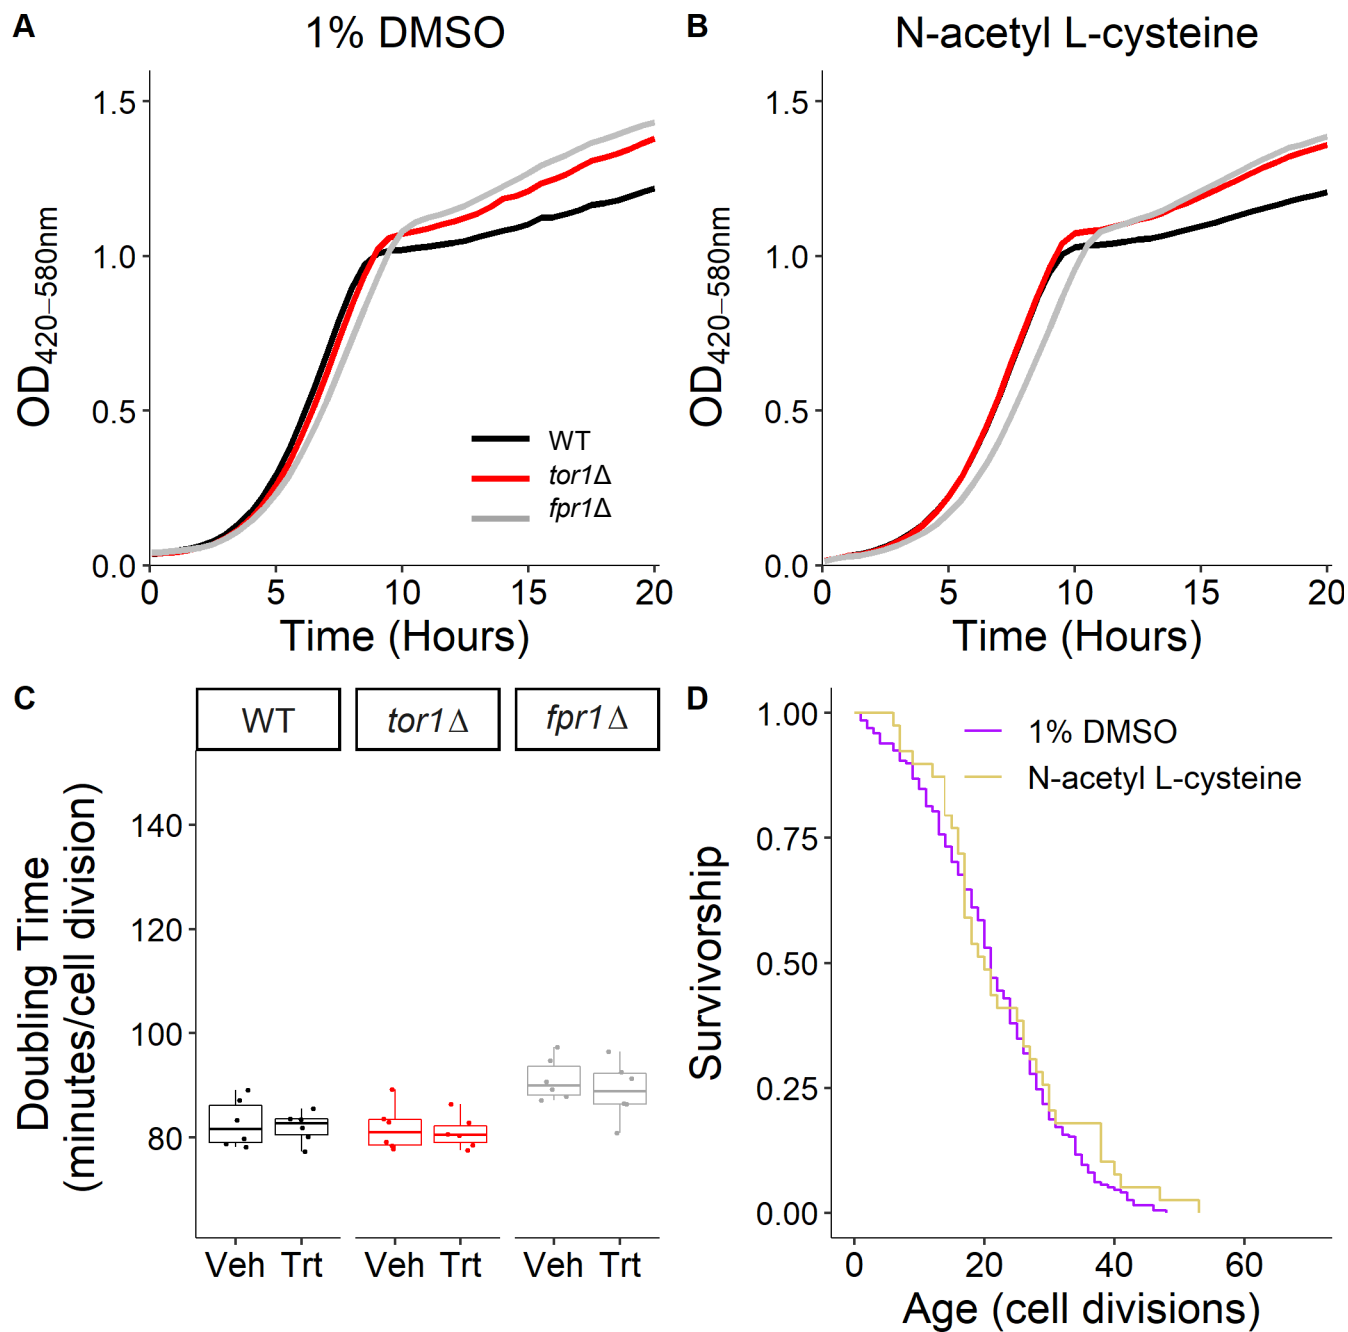 A
1% DMSO
1.5
1.0
0.5
0.0
OD420−580nm
0
5
10
15
20
Time (Hours)
WT
tor1Δ
fpr1Δ
B
N-acetyl L-cysteine
1.5
1.0
0.5
0.0
OD420−580nm
0
5
10
15
20
Time (Hours)
C
WT
tor1Δ
fpr1Δ
140
120
100
80
Doubling Time
(minutes/cell division)
Veh Trt
Veh Trt
Veh Trt
D
1.00
0.75
0.50
0.25
0.00
Survivorship
1% DMSO
N-acetyl L-cysteine
0
20
40
60
Age (cell divisions)